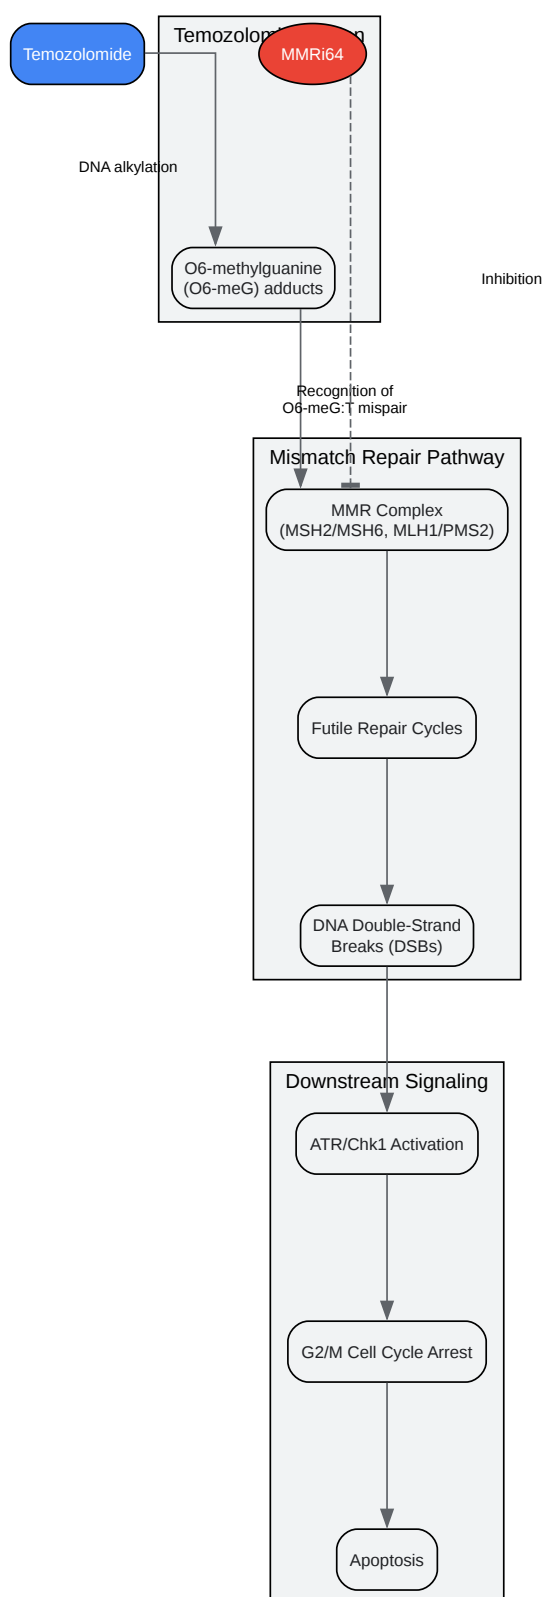 Temozolomide
MMRi64
DNA alkylation
O6-methylguanine
(O6-meG) adducts
Inhibition
Recognition of
O6-meG:T mispair
Mismatch Repair Pathway
MMR Complex
(MSH2/MSH6, MLH1/PMS2)
Futile Repair Cycles
DNA Double-Strand
Breaks (DSBs)
Downstream Signaling
ATR/Chk1 Activation
G2/M Cell Cycle Arrest
Apoptosis